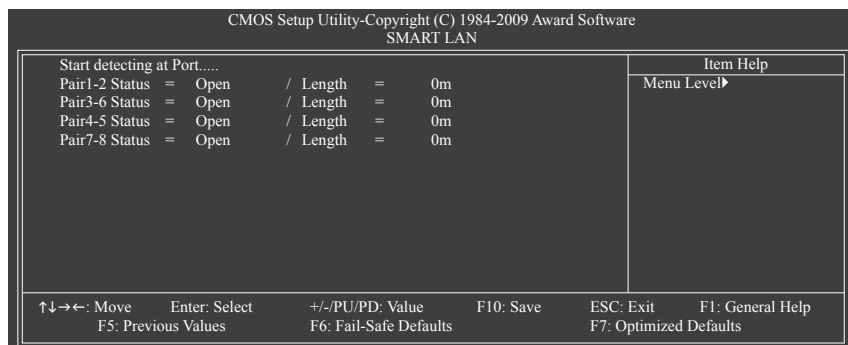 CMOS Setup Utility-Copyright (C) 1984-2009 Award Software
SMART LAN
Start detecting at Port.....
Pair1-2 Status = Open / Length = 0m
Pair3-6 Status = Open / Length = 0m
Pair4-5 Status = Open / Length = 0m
Pair7-8 Status = Open / Length = 0m
Item Help
Menu Level▶
↑↓→←: Move Enter: Select +/-/PU/PD: Value F10: Save ESC: Exit F1: General Help
F5: Previous Values F6: Fail-Safe Defaults F7: Optimized Defaults